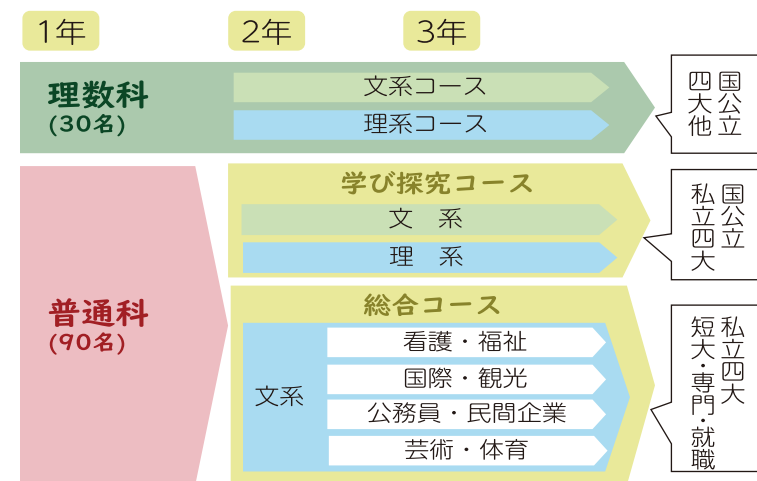 1年
2年
3年
理数科
(30名)
文系コース
理系コース
国公立
四大他
普通科
(90名)
学び探究コース
文 系
理 系
国公立
私立四大
総合コース
文系
看護・福祉
国際・観光
公務員・民間企業
芸術・体育
私立四大
短大・専門・就職